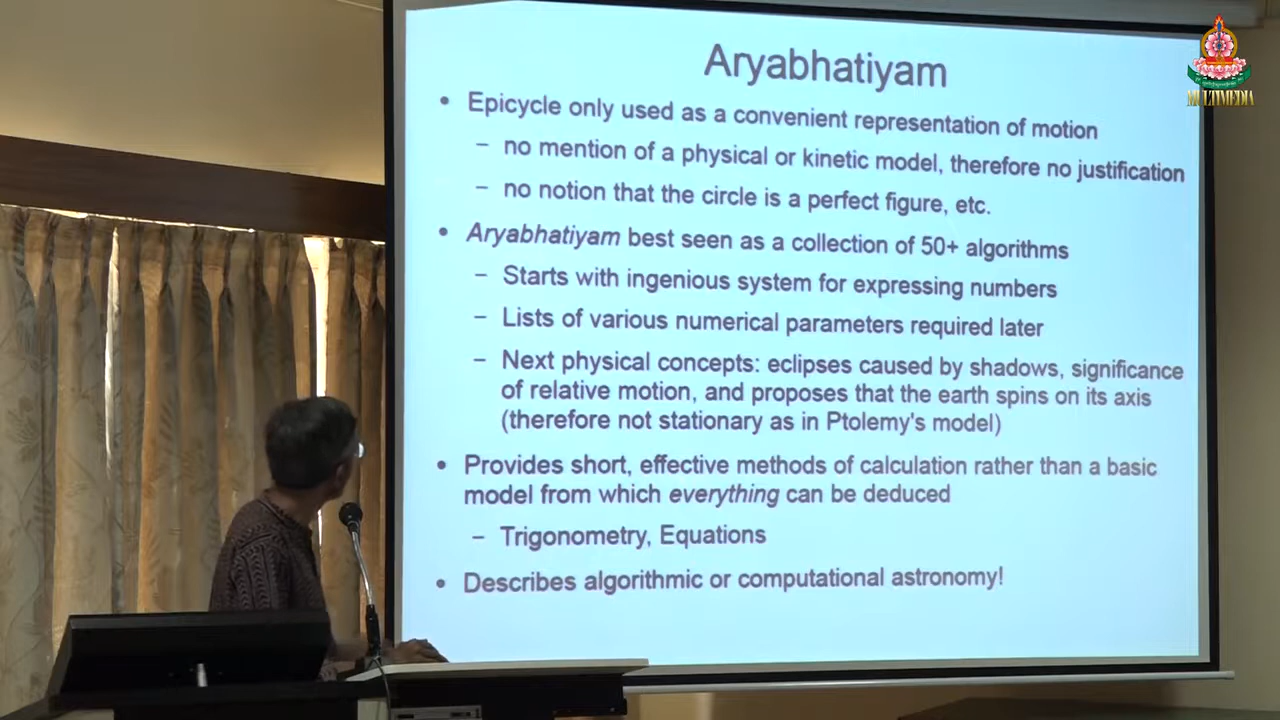 Aryabhatiyam
• Epicycle only used as a convenient representation of motion
– no mention of a physical or kinetic model, therefore no justification
– no notion that the circle is a perfect figure, etc.
• Aryabhatiyam best seen as a collection of 50+ algorithms
– Starts with ingenious system for expressing numbers
– Lists of various numerical parameters required later
– Next physical concepts: eclipses caused by shadows, significance
of relative motion, and proposes that the earth spins on its axis
(therefore not stationary as in Ptolemy's model)
• Provides short, effective methods of calculation rather than a basic
model from which everything can be deduced
– Trigonometry, Equations
• Describes algorithmic or computational astronomy!
MULTIMEDIA